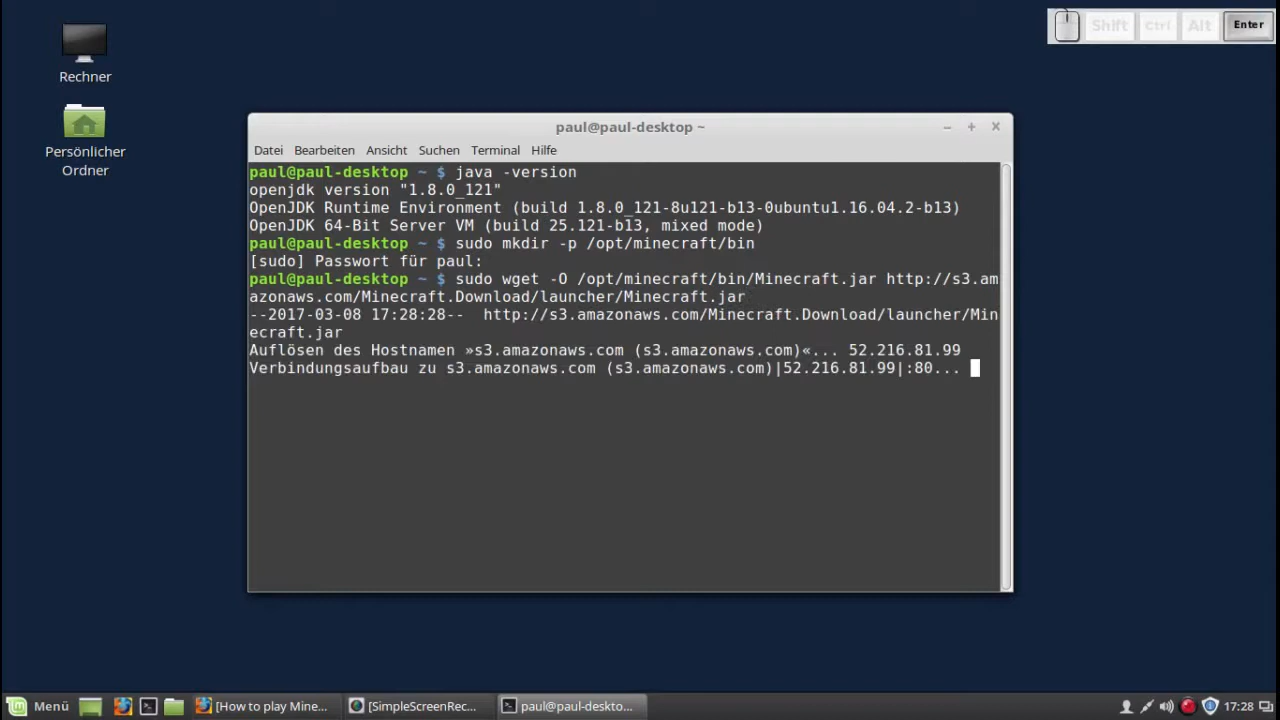 Shift Ctrl Alt Enter
Rechner
Persönlicher
Ordner
paul@paul-desktop ~
Datei Bearbeiten Ansicht Suchen Terminal Hilfe
paul@paul-desktop ~ $ java -version
openjdk version "1.8.0_121"
OpenJDK Runtime Environment (build 1.8.0_121-8u121-b13-0ubuntu1.16.04.2-b13)
OpenJDK 64-Bit Server VM (build 25.121-b13, mixed mode)
paul@paul-desktop ~ $ sudo mkdir -p /opt/minecraft/bin
[sudo] Passwort für paul:
paul@paul-desktop ~ $ sudo wget -O /opt/minecraft/bin/Minecraft.jar http://s3.am
azonaws.com/Minecraft.Download/launcher/Minecraft.jar
--2017-03-08 17:28:28--  http://s3.amazonaws.com/Minecraft.Download/launcher/Min
ecraft.jar
Auflösen des Hostnamen »s3.amazonaws.com (s3.amazonaws.com)«... 52.216.81.99
Verbindungsaufbau zu s3.amazonaws.com (s3.amazonaws.com)|52.216.81.99|:80...
Menü [How to play Mine... [SimpleScreenRec... paul@paul-deskto... 17:28